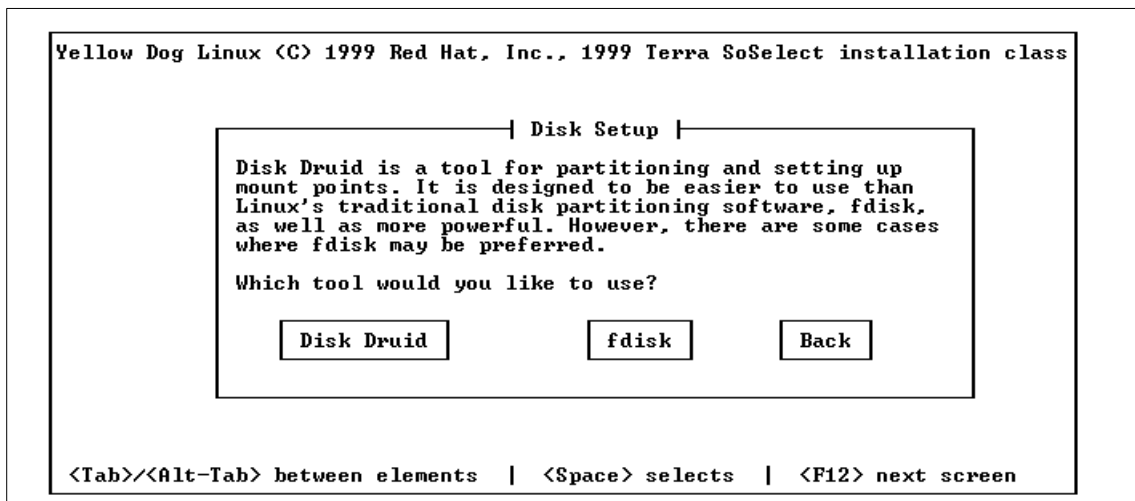 Yellow Dog Linux (C) 1999 Red Hat, Inc., 1999 Terra SoSelect installation class
Disk Setup
Disk Druid is a tool for partitioning and setting up
mount points. It is designed to be easier to use than
Linux's traditional disk partitioning software, fdisk,
as well as more powerful. However, there are some cases
where fdisk may be preferred.
Which tool would you like to use?
Disk Druid fdisk Back
<Tab>/<Alt-Tab> between elements | <Space> selects | <F12> next screen